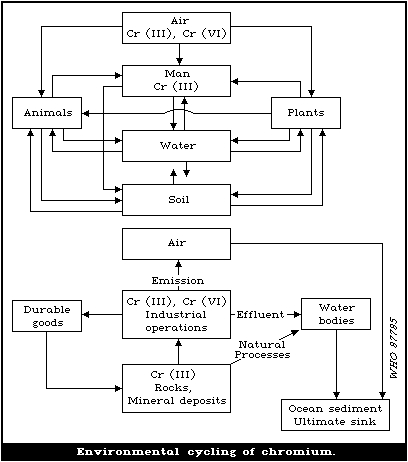 Air
Cr (III), Cr (VI)
Man
Cr (III)
Animals
Plants
Water
Soil
Air
Emission
Durable
goods
Cr (III), Cr (VI)
Industrial
operations
Effluent
Water
bodies
Natural
Processes
Cr (III)
Rocks,
Mineral deposits
WHO 87785
Ocean sediment
Ultimate sink
Environmental cycling of chromium.